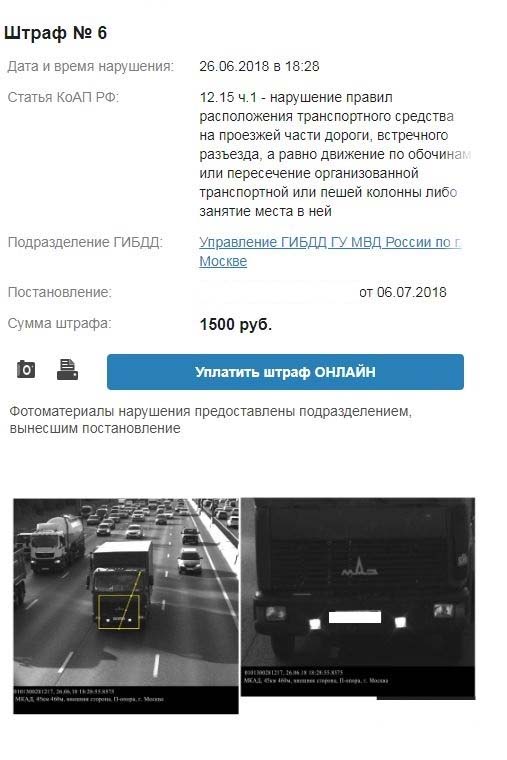 Штраф № 6
Дата и время нарушения: 26.06.2018 в 18:28
Статья КоАП РФ: 12.15 ч.1 - нарушение правил
расположения транспортного средства
на проезжей части дороги, встречного
разъезда, а равно движение по обочинам
или пересечение организованной
транспортной или пешей колонны либо
занятие места в ней
Подразделение ГИБДД: Управление ГИБДД ГУ МВД России по г.
Москве
Постановление: от 06.07.2018
Сумма штрафа: 1500 руб.
Уплатить штраф ОНЛАЙН
Фотоматериалы нарушения предоставлены подразделением,
вынесшим постановление
МАЗ
0101300281217, 26.06.18 18:28:55.8375
МКАД, 45км 460м, внешняя сторона, П-опора, г. Москва
0101300281217, 26.06.18 18:28:55.8375
МКАД, 45км 460м, внешняя сторона, П-опора, г. Москва